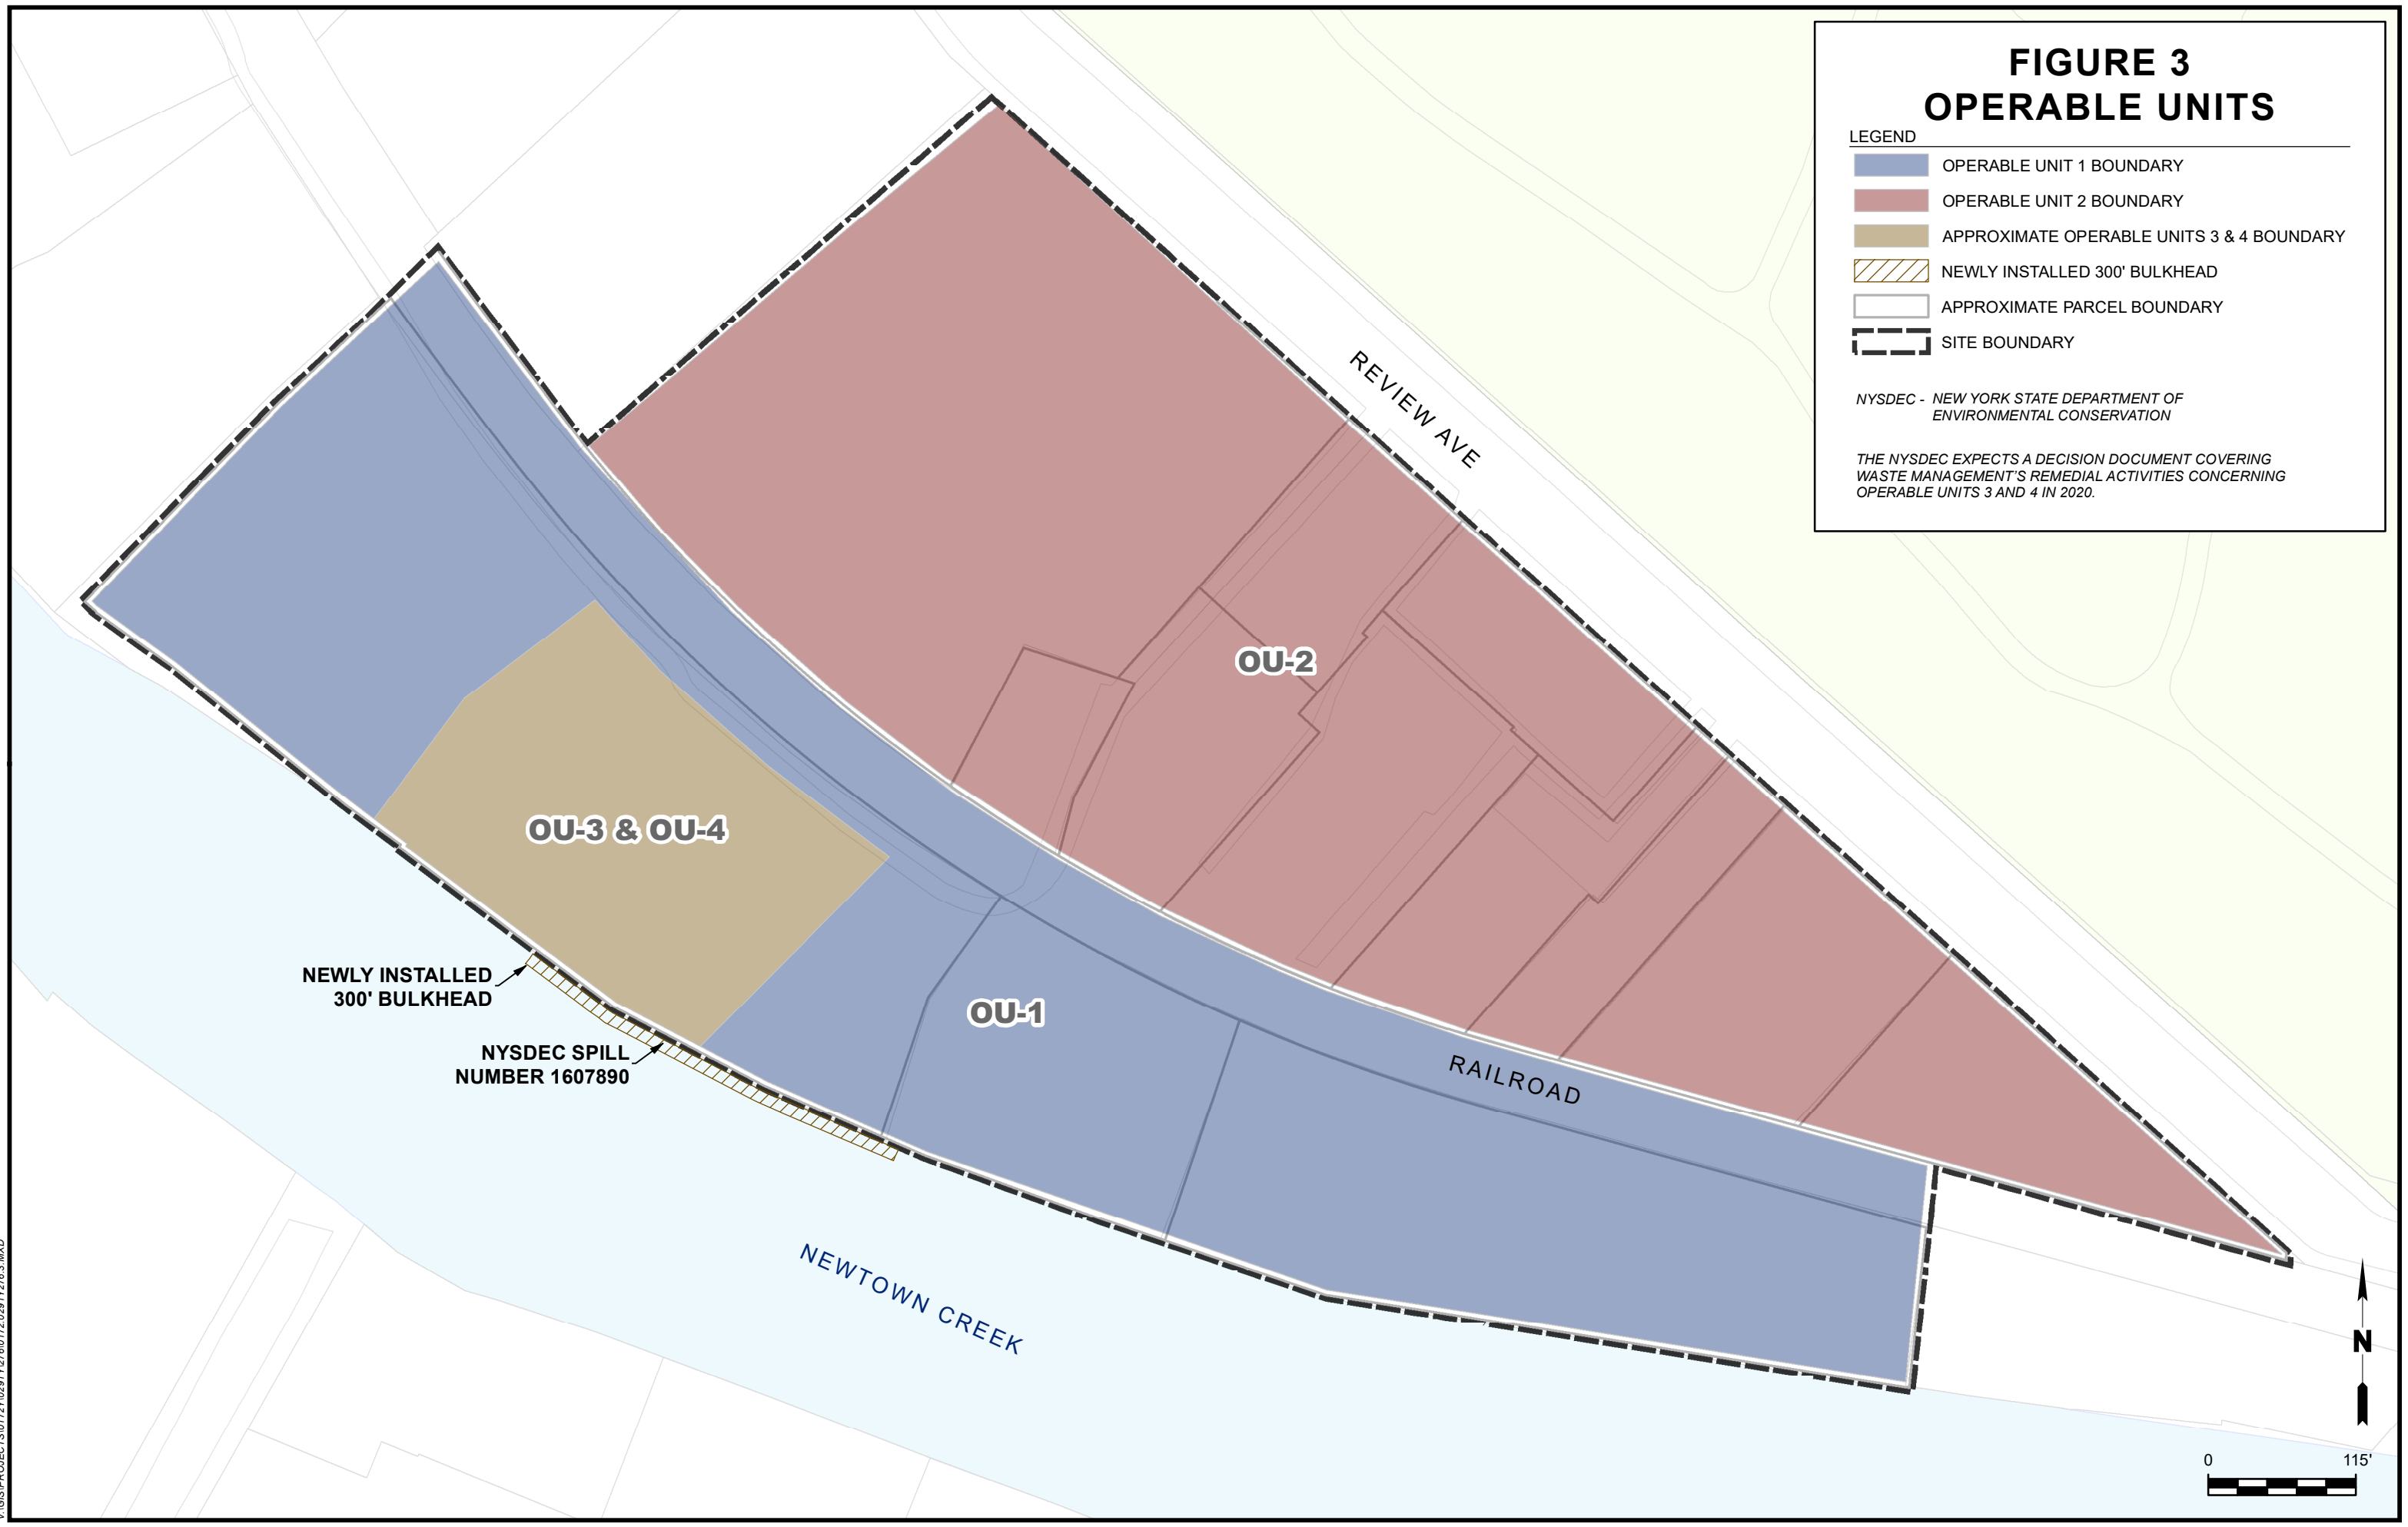 FIGURE 3
OPERABLE UNITS
LEGEND
OPERABLE UNIT 1 BOUNDARY
OPERABLE UNIT 2 BOUNDARY
APPROXIMATE OPERABLE UNITS 3 & 4 BOUNDARY
NEWLY INSTALLED 300' BULKHEAD
APPROXIMATE PARCEL BOUNDARY
SITE BOUNDARY
NYSDEC - NEW YORK STATE DEPARTMENT OF
ENVIRONMENTAL CONSERVATION
THE NYSDEC EXPECTS A DECISION DOCUMENT COVERING
WASTE MANAGEMENT'S REMEDIAL ACTIVITIES CONCERNING
OPERABLE UNITS 3 AND 4 IN 2020.
REVIEW AVE
OU-2
OU-3 & OU-4
NEWLY INSTALLED
300' BULKHEAD
OU-1
NYSDEC SPILL
NUMBER 1607890
RAILROAD
NEWTOWN CREEK
N
0 115'